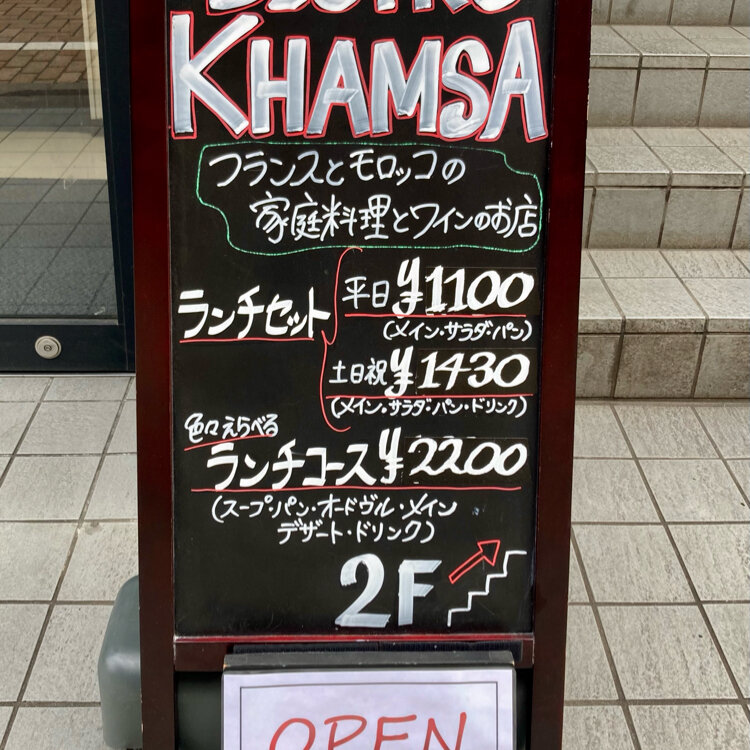 BISTRO
KHAMSA
フランスとモロッコの
家庭料理とワインのお店
ランチセット
平日 ¥1100
(メイン・サラダ・パン)
土日祝 ¥1430
(メイン・サラダ・パン・ドリンク)
色々えらべる
ランチコース ¥2200
(スープ・パン・オードヴル・メイン
デザート・ドリンク)
2F
OPEN